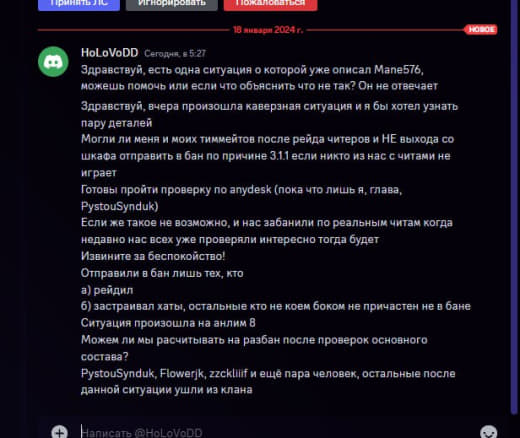 Принять ЛС Игнорировать Пожаловаться
18 января 2024 г. НОВОЕ
HoLoVoDD Сегодня, в 5:27
Здравствуй, есть одна ситуация о которой уже описал Mane576,
можешь помочь или если что объяснить что не так? Он не отвечает
Здравствуй, вчера произошла каверзная ситуация и я бы хотел узнать
пару деталей
Могли ли меня и моих тиммейтов после рейда читеров и НЕ выхода со
шкафа отправить в бан по причине 3.1.1 если никто из нас с читами не
играет
Готовы пройти проверку по anydesk (пока что лишь я, глава,
PystouSynduk)
Если же такое не возможно, и нас забанили по реальным читам когда
недавно нас всех уже проверяли интересно тогда будет
Извините за беспокойство!
Отправили в бан лишь тех, кто
а) рейдил
б) застраивал хаты, остальные кто не коем боком не причастен не в бане
Ситуация произошла на анлим 8
Можем ли мы расчитывать на разбан после проверок основного
состава?
PystouSynduk, Flowerjk, zzckliiif и ещё пара человек, остальные после
данной ситуации ушли из клана
Написать @HoLoVoDD